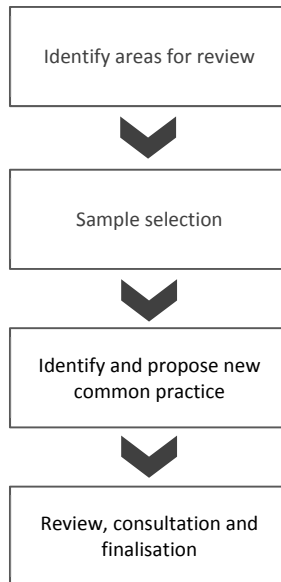 Identify areas for review
Sample selection
Identify and propose new
common practice
Review, consultation and
finalisation